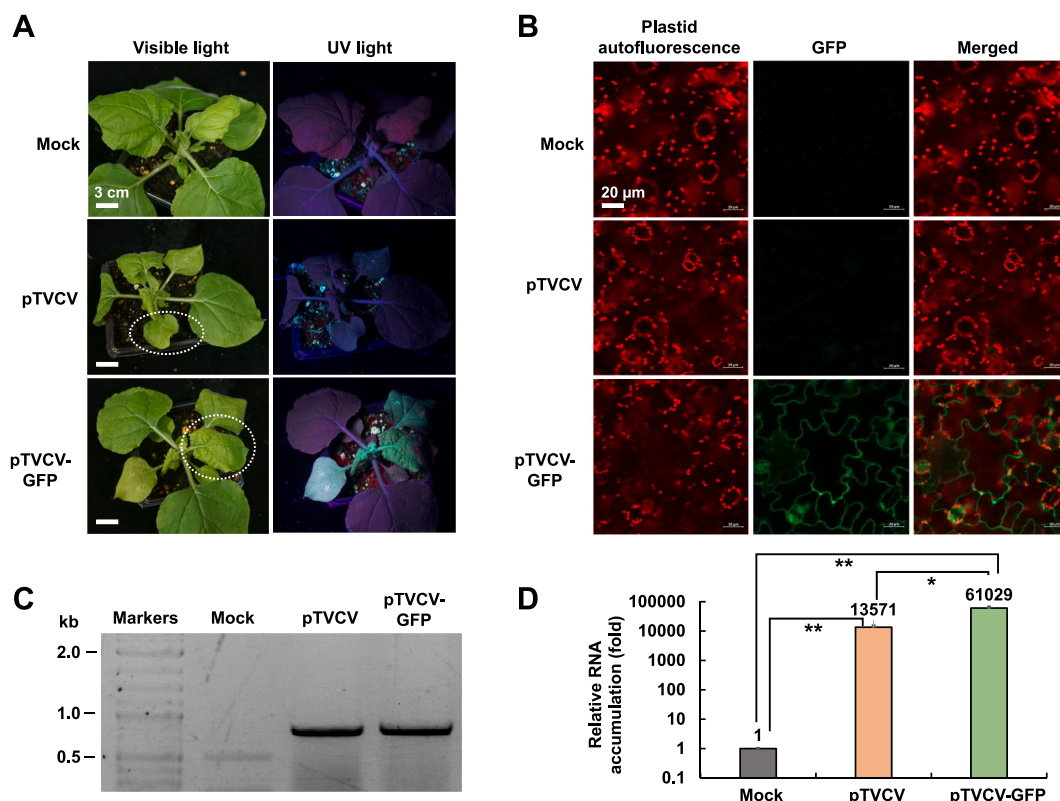 A
Visible light
UV light
Mock
3 cm
pTVCV
pTVCV-
GFP
B
Plastid
autofluorescence
GFP
Merged
Mock
20 µm
pTVCV
pTVCV-
GFP
C
kb
Markers
Mock
pTVCV
pTVCV-
GFP
2.0
1.0
0.5
D
Relative RNA
accumulation (fold)
100000
10000
1000
100
10
1
0.1
**
*
**
1
13571
61029
Mock
pTVCV
pTVCV-GFP